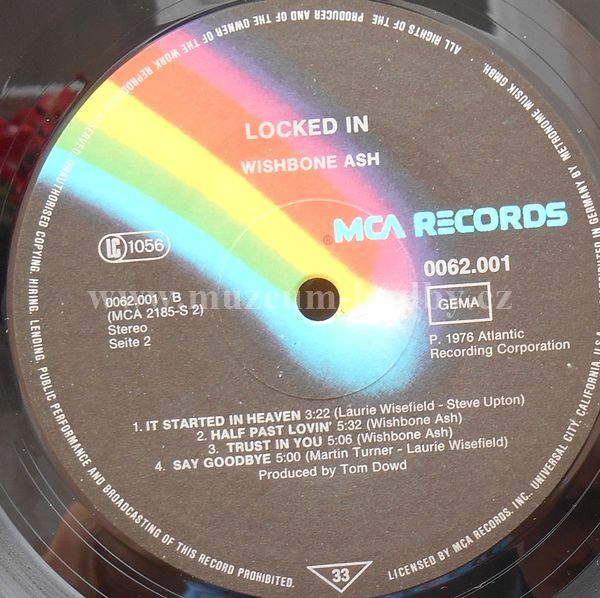 LOCKED IN
WISHBONE ASH
® MCA RECORDS
LC 1056
0062.001
0062.001 - B
(MCA 2185-S 2)
Stereo
Seite 2
GEMA
P. 1976 Atlantic
Recording Corporation
1. IT STARTED IN HEAVEN 3:22 (Laurie Wisefield - Steve Upton)
2. HALF PAST LOVIN' 5:32 (Wishbone Ash)
3. TRUST IN YOU 5:06 (Wishbone Ash)
4. SAY GOODBYE 5:00 (Martin Turner - Laurie Wisefield)
Produced by Tom Dowd
33
ALL RIGHTS OF THE PRODUCER AND OF THE OWNER OF THE WORK REPRODUCED RESERVED. UNAUTHORISED COPYING, HIRING, LENDING, PUBLIC PERFORMANCE AND BROADCASTING OF THIS RECORD PROHIBITED.
LICENSED BY MCA RECORDS, INC., UNIVERSAL CITY, CALIFORNIA, U.S.A.
IN GERMANY BY METRONOME MUSIK GMBH.